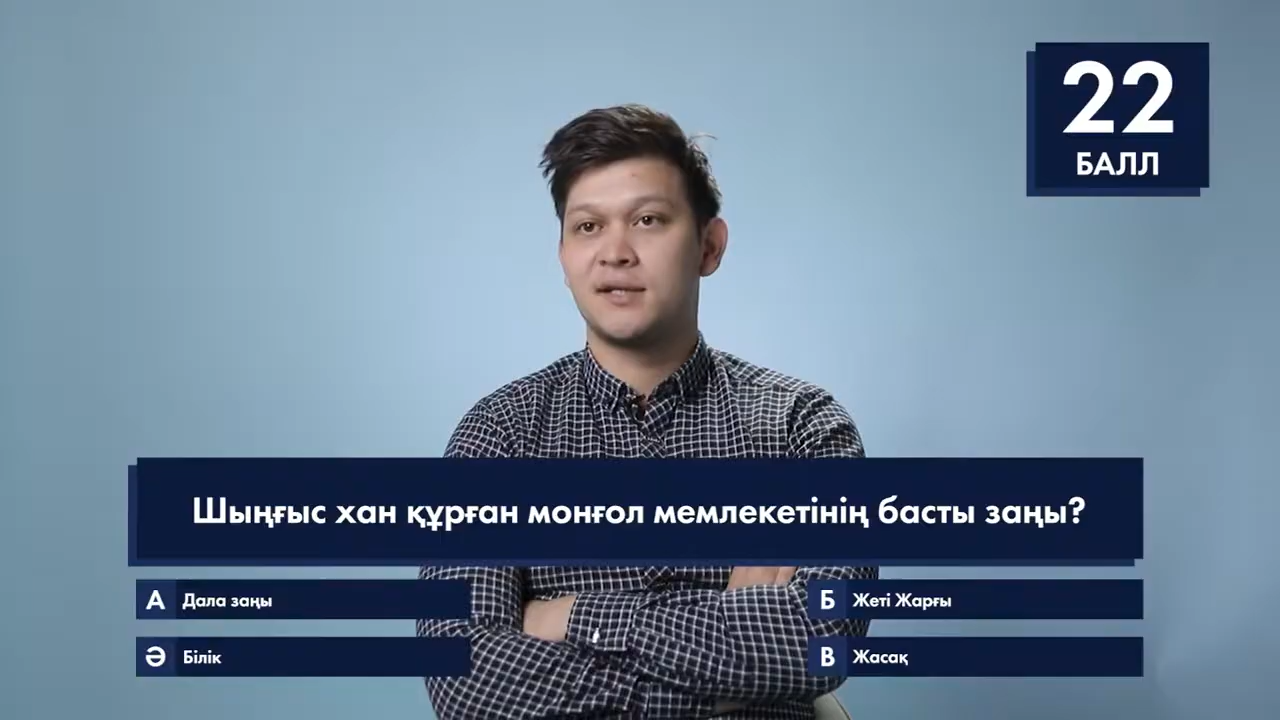 22
БАЛЛ
Шыңғыс хан құрған монғол мемлекетінің басты заңы?
А Дала заңы
Ә Білік
Б Жеті Жарғы
В Жасақ